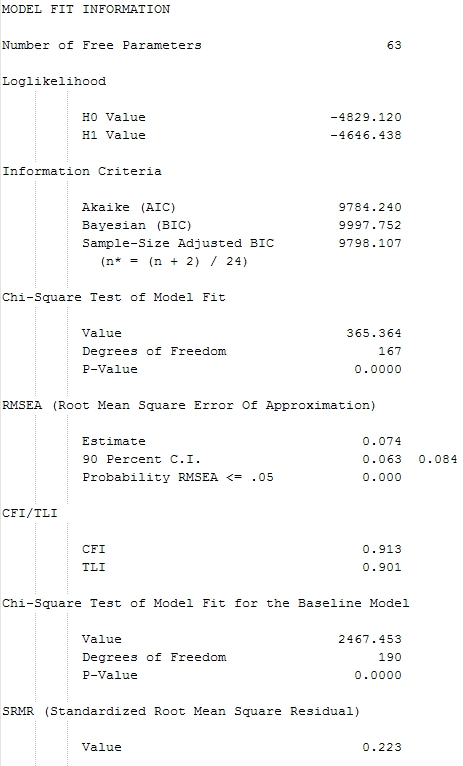 MODEL FIT INFORMATION
Number of Free Parameters 63
Loglikelihood
H0 Value -4829.120
H1 Value -4646.438
Information Criteria
Akaike (AIC) 9784.240
Bayesian (BIC) 9997.752
Sample-Size Adjusted BIC 9798.107
(n* = (n + 2) / 24)
Chi-Square Test of Model Fit
Value 365.364
Degrees of Freedom 167
P-Value 0.0000
RMSEA (Root Mean Square Error Of Approximation)
Estimate 0.074
90 Percent C.I. 0.063 0.084
Probability RMSEA <= .05 0.000
CFI/TLI
CFI 0.913
TLI 0.901
Chi-Square Test of Model Fit for the Baseline Model
Value 2467.453
Degrees of Freedom 190
P-Value 0.0000
SRMR (Standardized Root Mean Square Residual)
Value 0.223